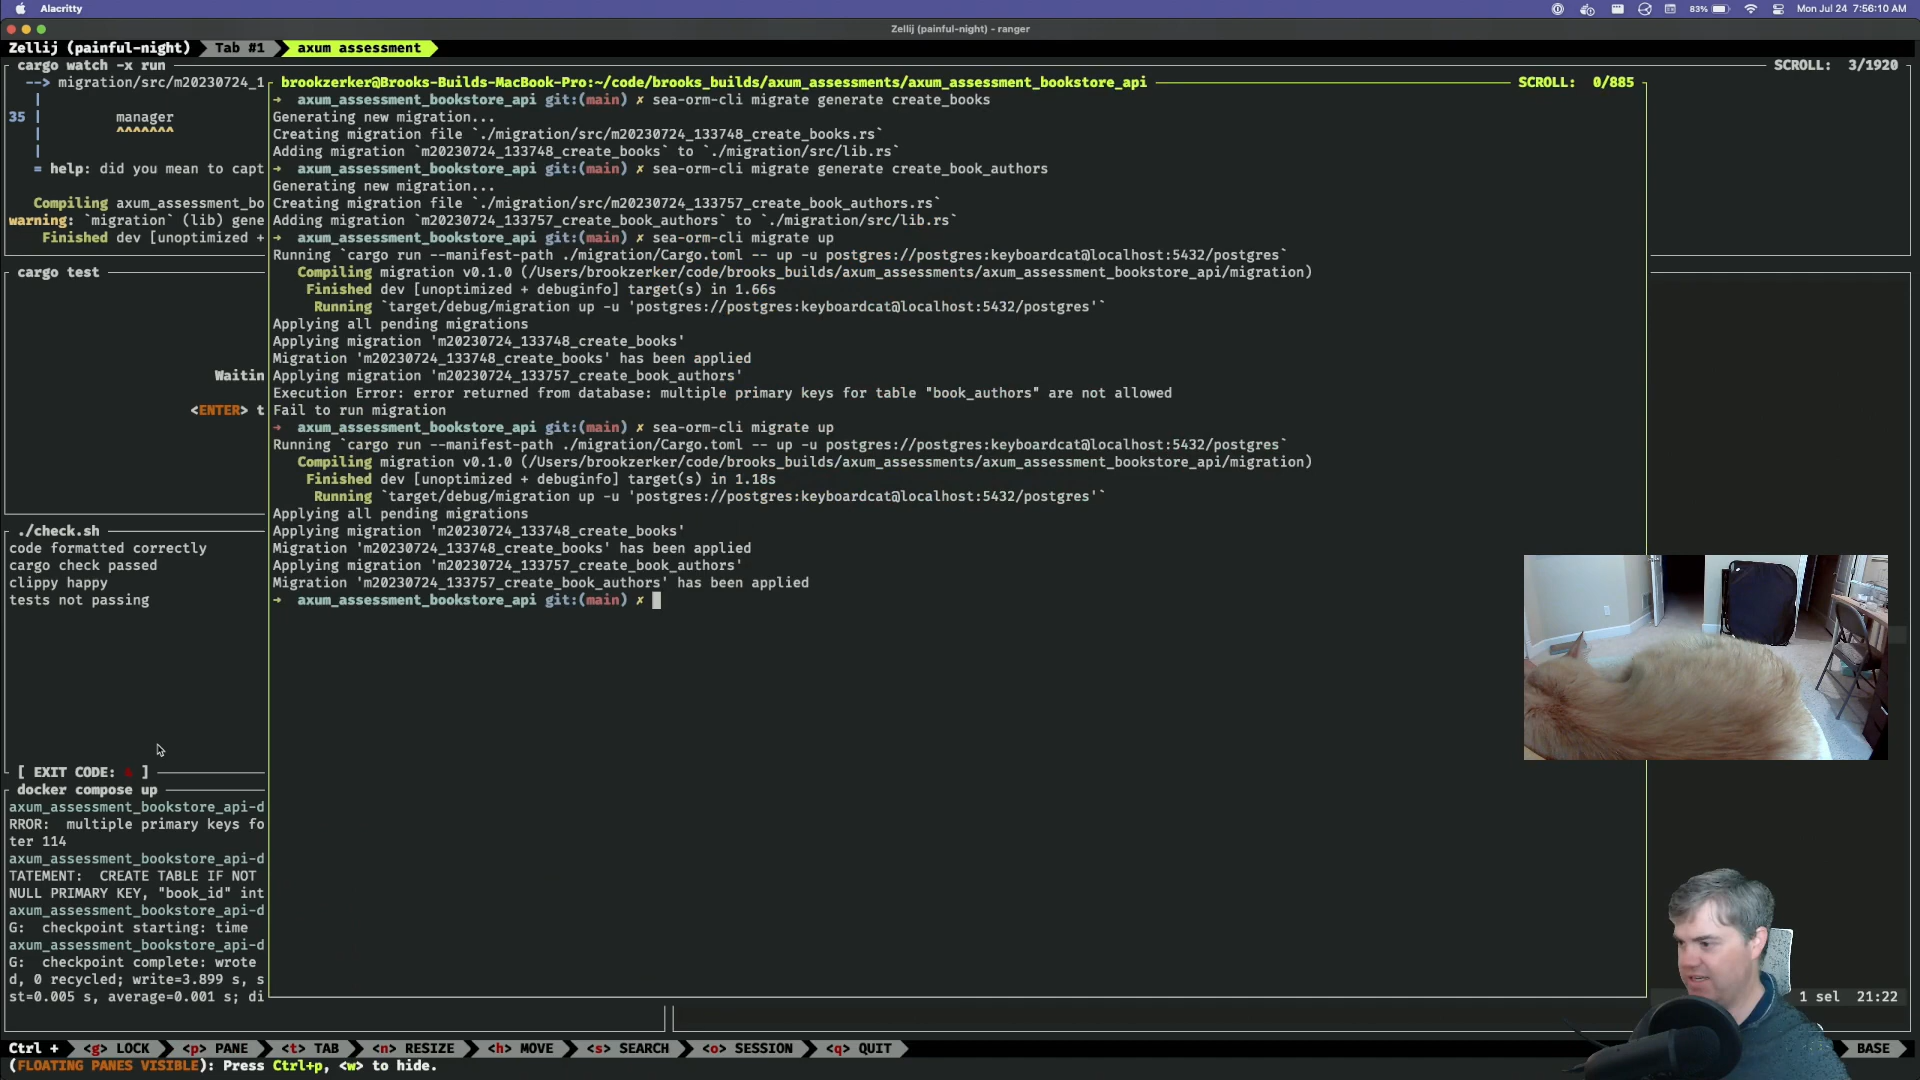 Alacritty
83%
Mon Jul 24 7:56:10 AM
Zellij (painful-night) - ranger
Zellij (painful-night) Tab #1 axum assessment
cargo watch -x run
SCROLL: 3/1920
--> migration/src/m20230724_1
|
35 | manager
| ^^^^^^^
|
= help: did you mean to capt
Compiling axum_assessment_bo
warning: `migration` (lib) gene
Finished dev [unoptimized +
cargo test
Waitin
<ENTER> t
./check.sh
code formatted correctly
cargo check passed
clippy happy
tests not passing
[ EXIT CODE: ]
docker compose up
axum_assessment_bookstore_api-d
RROR: multiple primary keys fo
ter 114
axum_assessment_bookstore_api-d
TATEMENT: CREATE TABLE IF NOT
NULL PRIMARY KEY, "book_id" int
axum_assessment_bookstore_api-d
G: checkpoint starting: time
axum_assessment_bookstore_api-d
G: checkpoint complete: wrote
d, 0 recycled; write=3.899 s, s
st=0.005 s, average=0.001 s; di
brookzerker@Brooks-Builds-MacBook-Pro:~/code/brooks_builds/axum_assessments/axum_assessment_bookstore_api
SCROLL: 0/885
→ axum_assessment_bookstore_api git:(main) ✗ sea-orm-cli migrate generate create_books
Generating new migration...
Creating migration file `./migration/src/m20230724_133748_create_books.rs`
Adding migration `m20230724_133748_create_books` to `./migration/src/lib.rs`
→ axum_assessment_bookstore_api git:(main) ✗ sea-orm-cli migrate generate create_book_authors
Generating new migration...
Creating migration file `./migration/src/m20230724_133757_create_book_authors.rs`
Adding migration `m20230724_133757_create_book_authors` to `./migration/src/lib.rs`
→ axum_assessment_bookstore_api git:(main) ✗ sea-orm-cli migrate up
Running `cargo run --manifest-path ./migration/Cargo.toml -- up -u postgres://postgres:keyboardcat@localhost:5432/postgres`
Compiling migration v0.1.0 (/Users/brookzerker/code/brooks_builds/axum_assessments/axum_assessment_bookstore_api/migration)
Finished dev [unoptimized + debuginfo] target(s) in 1.66s
Running `target/debug/migration up -u 'postgres://postgres:keyboardcat@localhost:5432/postgres'`
Applying all pending migrations
Applying migration 'm20230724_133748_create_books'
Migration 'm20230724_133748_create_books' has been applied
Applying migration 'm20230724_133757_create_book_authors'
Execution Error: error returned from database: multiple primary keys for table "book_authors" are not allowed
Fail to run migration
→ axum_assessment_bookstore_api git:(main) ✗ sea-orm-cli migrate up
Running `cargo run --manifest-path ./migration/Cargo.toml -- up -u postgres://postgres:keyboardcat@localhost:5432/postgres`
Compiling migration v0.1.0 (/Users/brookzerker/code/brooks_builds/axum_assessments/axum_assessment_bookstore_api/migration)
Finished dev [unoptimized + debuginfo] target(s) in 1.18s
Running `target/debug/migration up -u 'postgres://postgres:keyboardcat@localhost:5432/postgres'`
Applying all pending migrations
Applying migration 'm20230724_133748_create_books'
Migration 'm20230724_133748_create_books' has been applied
Applying migration 'm20230724_133757_create_book_authors'
Migration 'm20230724_133757_create_book_authors' has been applied
→ axum_assessment_bookstore_api git:(main) ✗
1 sel 21:22
Ctrl + <g> LOCK <p> PANE <t> TAB <n> RESIZE <h> MOVE <s> SEARCH <o> SESSION <q> QUIT
BASE
(FLOATING PANES VISIBLE): Press Ctrl+p, <w> to hide.